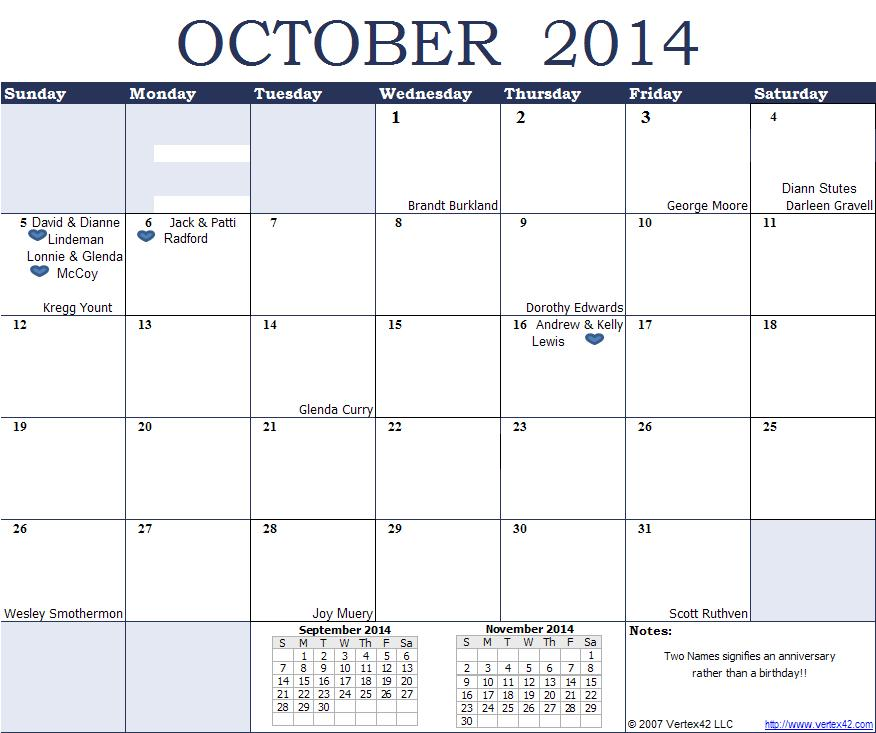 OCTOBER 2014
Sunday Monday Tuesday Wednesday Thursday Friday Saturday
1 2 3 4
Diann Stutes
Brandt Burkland George Moore Darleen Gravell
5 David & Dianne 6 Jack & Patti 7 8 9 10 11
Lindeman Radford
Lonnie & Glenda
McCoy
Kregg Yount Dorothy Edwards
12 13 14 15 16 Andrew & Kelly 17 18
Lewis
Glenda Curry
19 20 21 22 23 26 25
26 27 28 29 30 31
Wesley Smothermon Joy Muery Scott Ruthven
September 2014
S M T W Th F Sa
1 2 3 4 5 6
7 8 9 10 11 12 13
14 15 16 17 18 19 20
21 22 23 24 25 26 27
28 29 30
November 2014
S M T W Th F Sa
1
2 3 4 5 6 7 8
9 10 11 12 13 14 15
16 17 18 19 20 21 22
23 24 25 26 27 28 29
30
Notes:
Two Names signifies an anniversary
rather than a birthday!!
© 2007 Vertex42 LLC http://www.vertex42.com